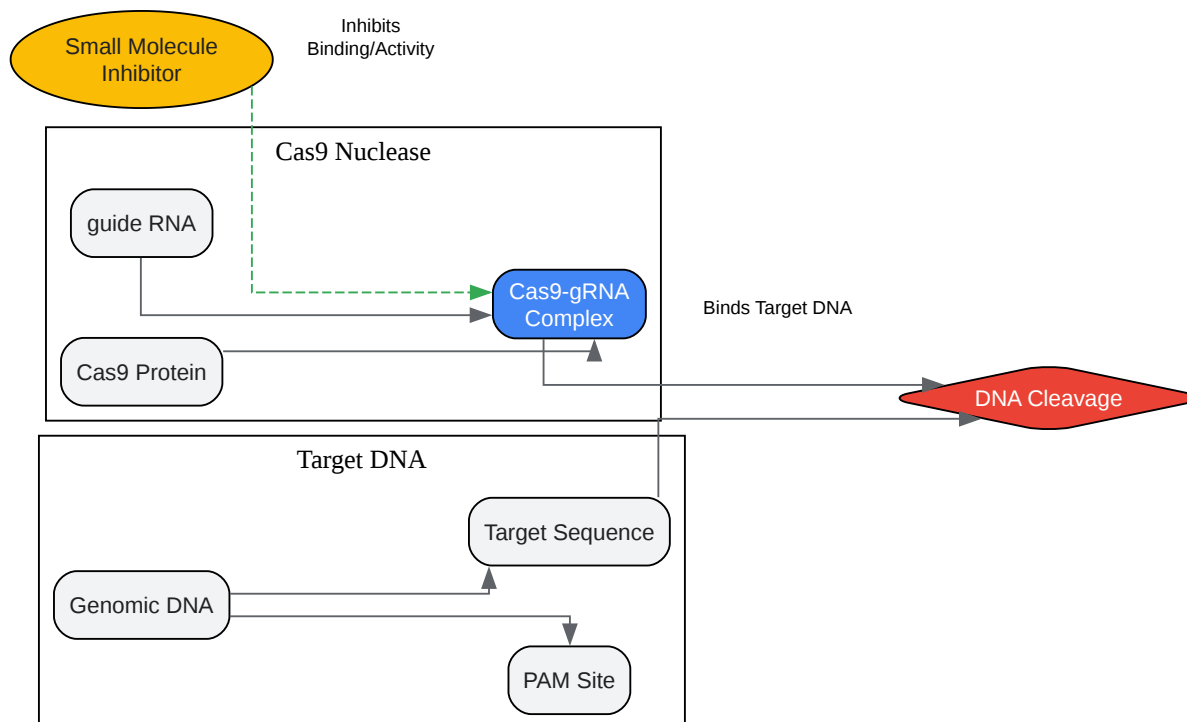 Small Molecule
Inhibitor
Inhibits
Binding/Activity
Cas9 Nuclease
guide RNA
Cas9-gRNA
Complex
Binds Target DNA
Cas9 Protein
DNA Cleavage
Target DNA
Target Sequence
Genomic DNA
PAM Site